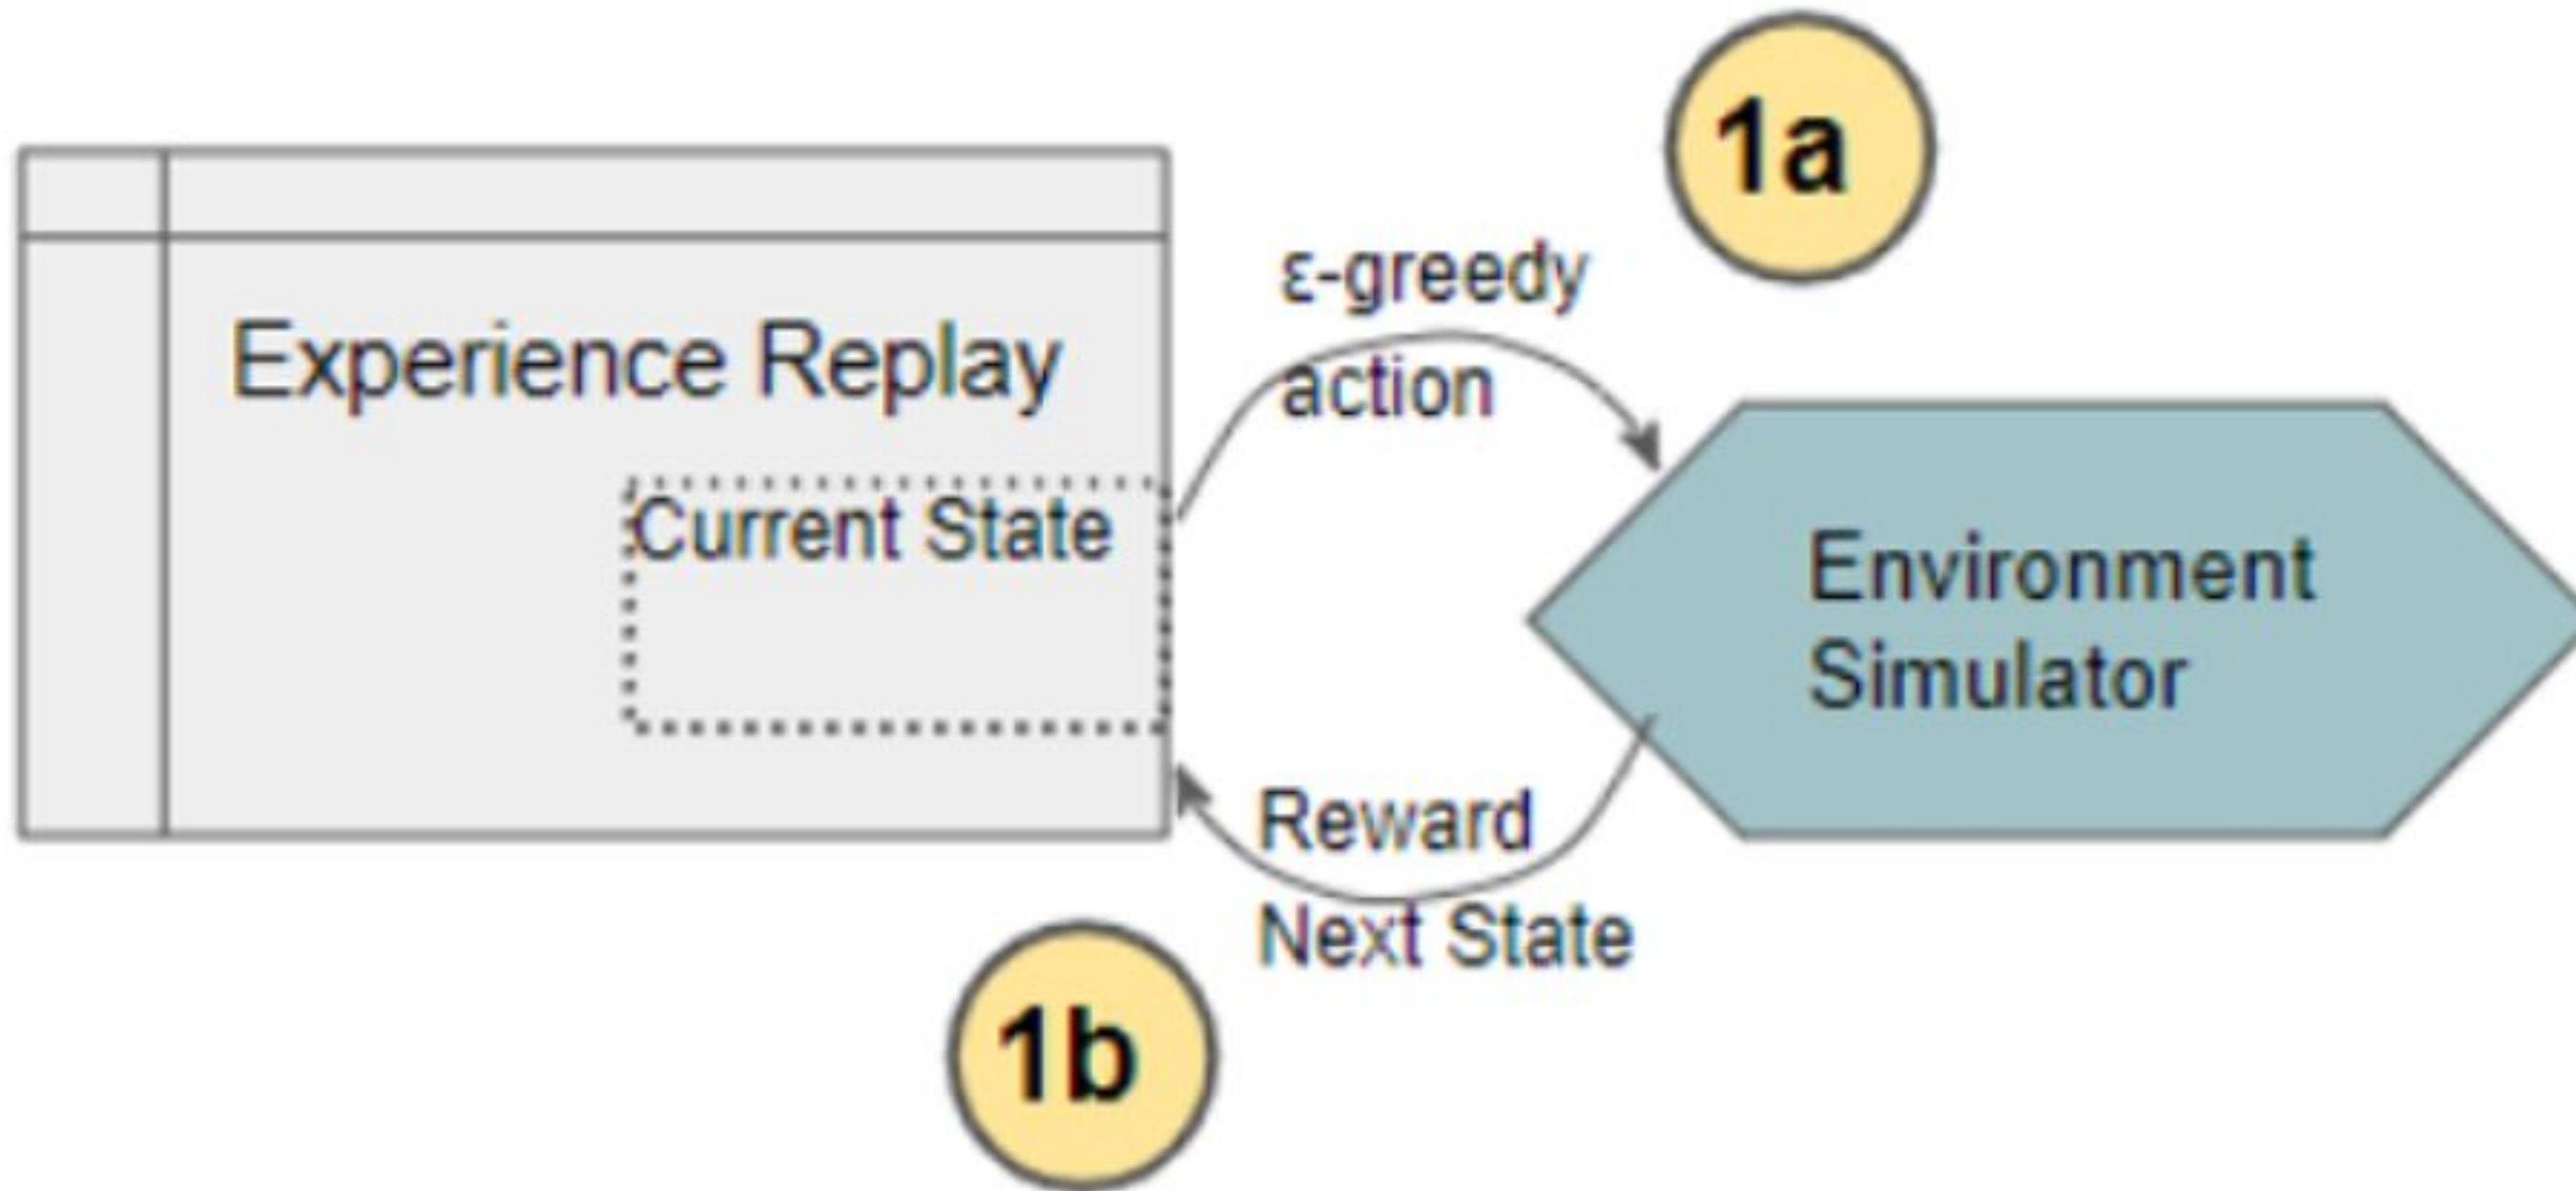 1a
ε-greedy
action
Experience Replay
Current State
Environment
Simulator
Reward
Next State
1b